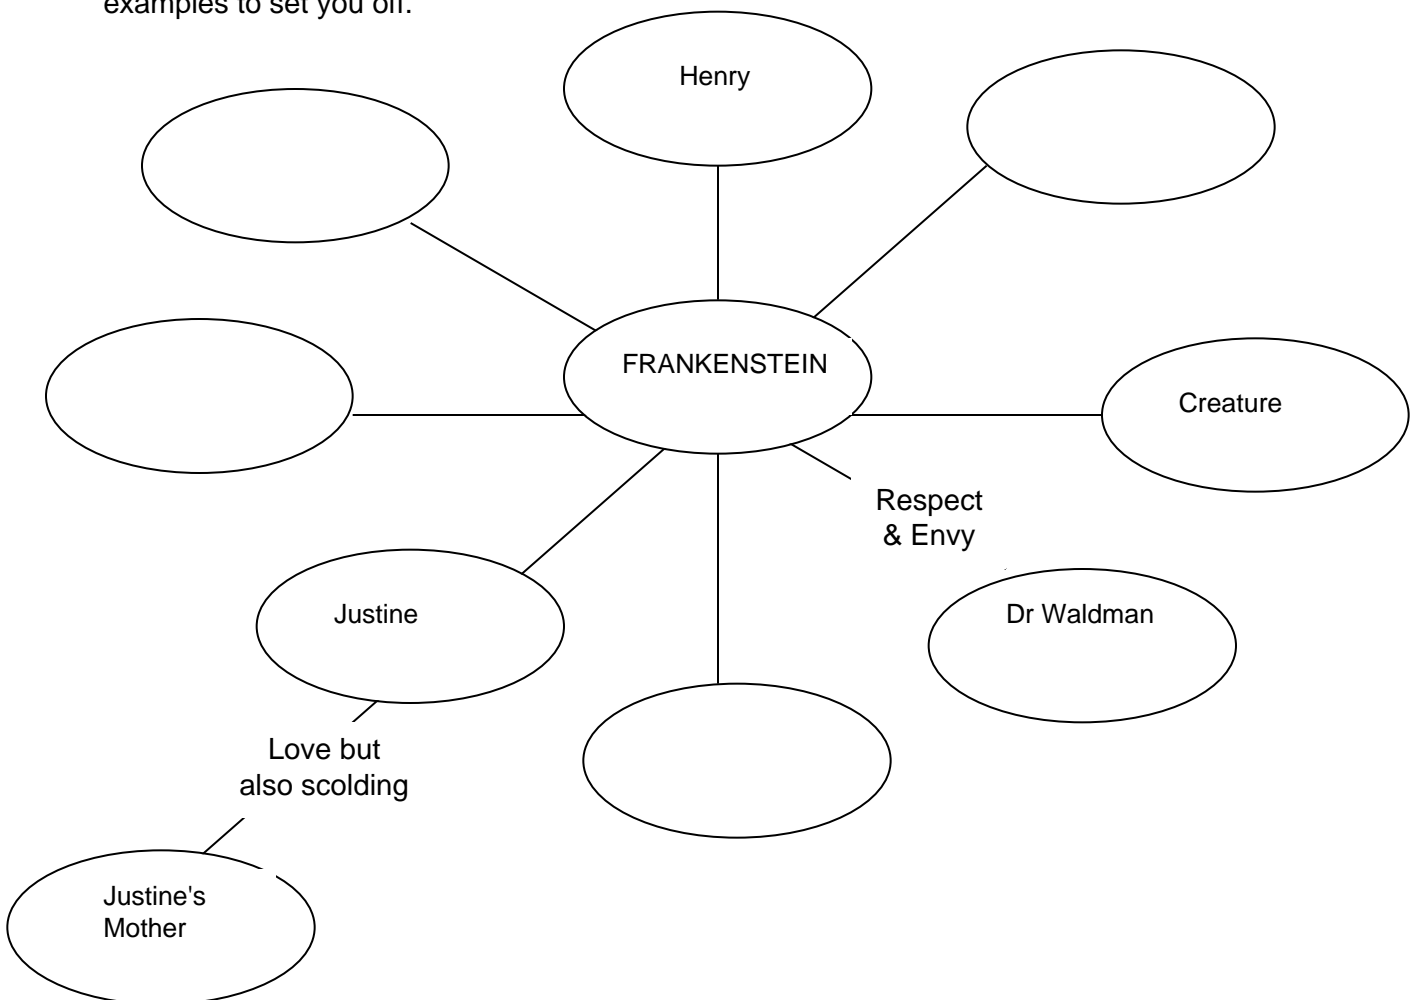 examples to set you off.
Henry
FRANKENSTEIN
Creature
Respect
& Envy
Justine
Dr Waldman
Love but
also scolding
Justine's
Mother